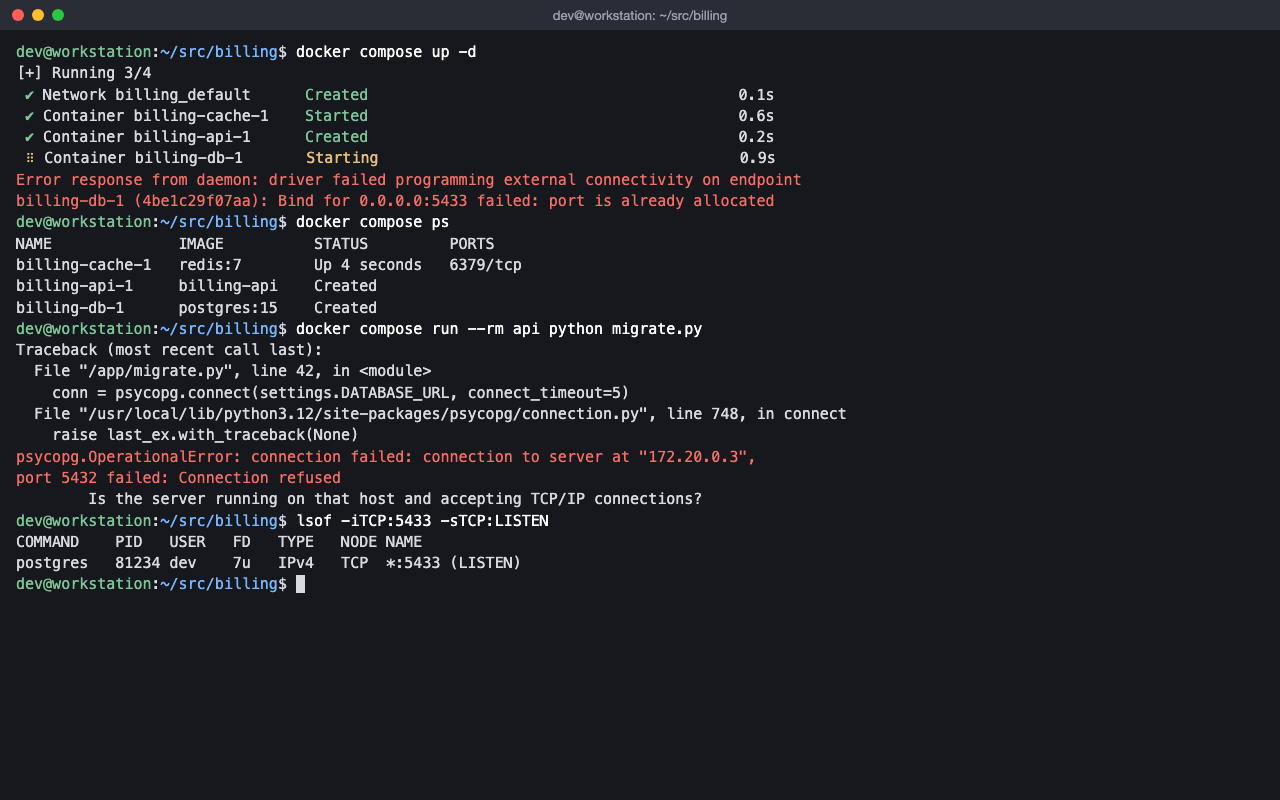 dev@workstation: ~/src/billing
dev@workstation:~/src/billing$ docker compose up -d
[+] Running 3/4
✔ Network billing_default Created 0.1s
✔ Container billing-cache-1 Started 0.6s
✔ Container billing-api-1 Created 0.2s
⠿ Container billing-db-1 Starting 0.9s
Error response from daemon: driver failed programming external connectivity on endpoint
billing-db-1 (4be1c29f07aa): Bind for 0.0.0.0:5433 failed: port is already allocated
dev@workstation:~/src/billing$ docker compose ps
NAME IMAGE STATUS PORTS
billing-cache-1 redis:7 Up 4 seconds 6379/tcp
billing-api-1 billing-api Created
billing-db-1 postgres:15 Created
dev@workstation:~/src/billing$ docker compose run --rm api python migrate.py
Traceback (most recent call last):
  File "/app/migrate.py", line 42, in <module>
    conn = psycopg.connect(settings.DATABASE_URL, connect_timeout=5)
  File "/usr/local/lib/python3.12/site-packages/psycopg/connection.py", line 748, in connect
    raise last_ex.with_traceback(None)
psycopg.OperationalError: connection failed: connection to server at "172.20.0.3",
port 5432 failed: Connection refused
        Is the server running on that host and accepting TCP/IP connections?
dev@workstation:~/src/billing$ lsof -iTCP:5433 -sTCP:LISTEN
COMMAND PID USER FD TYPE NODE NAME
postgres 81234 dev 7u IPv4 TCP *:5433 (LISTEN)
dev@workstation:~/src/billing$